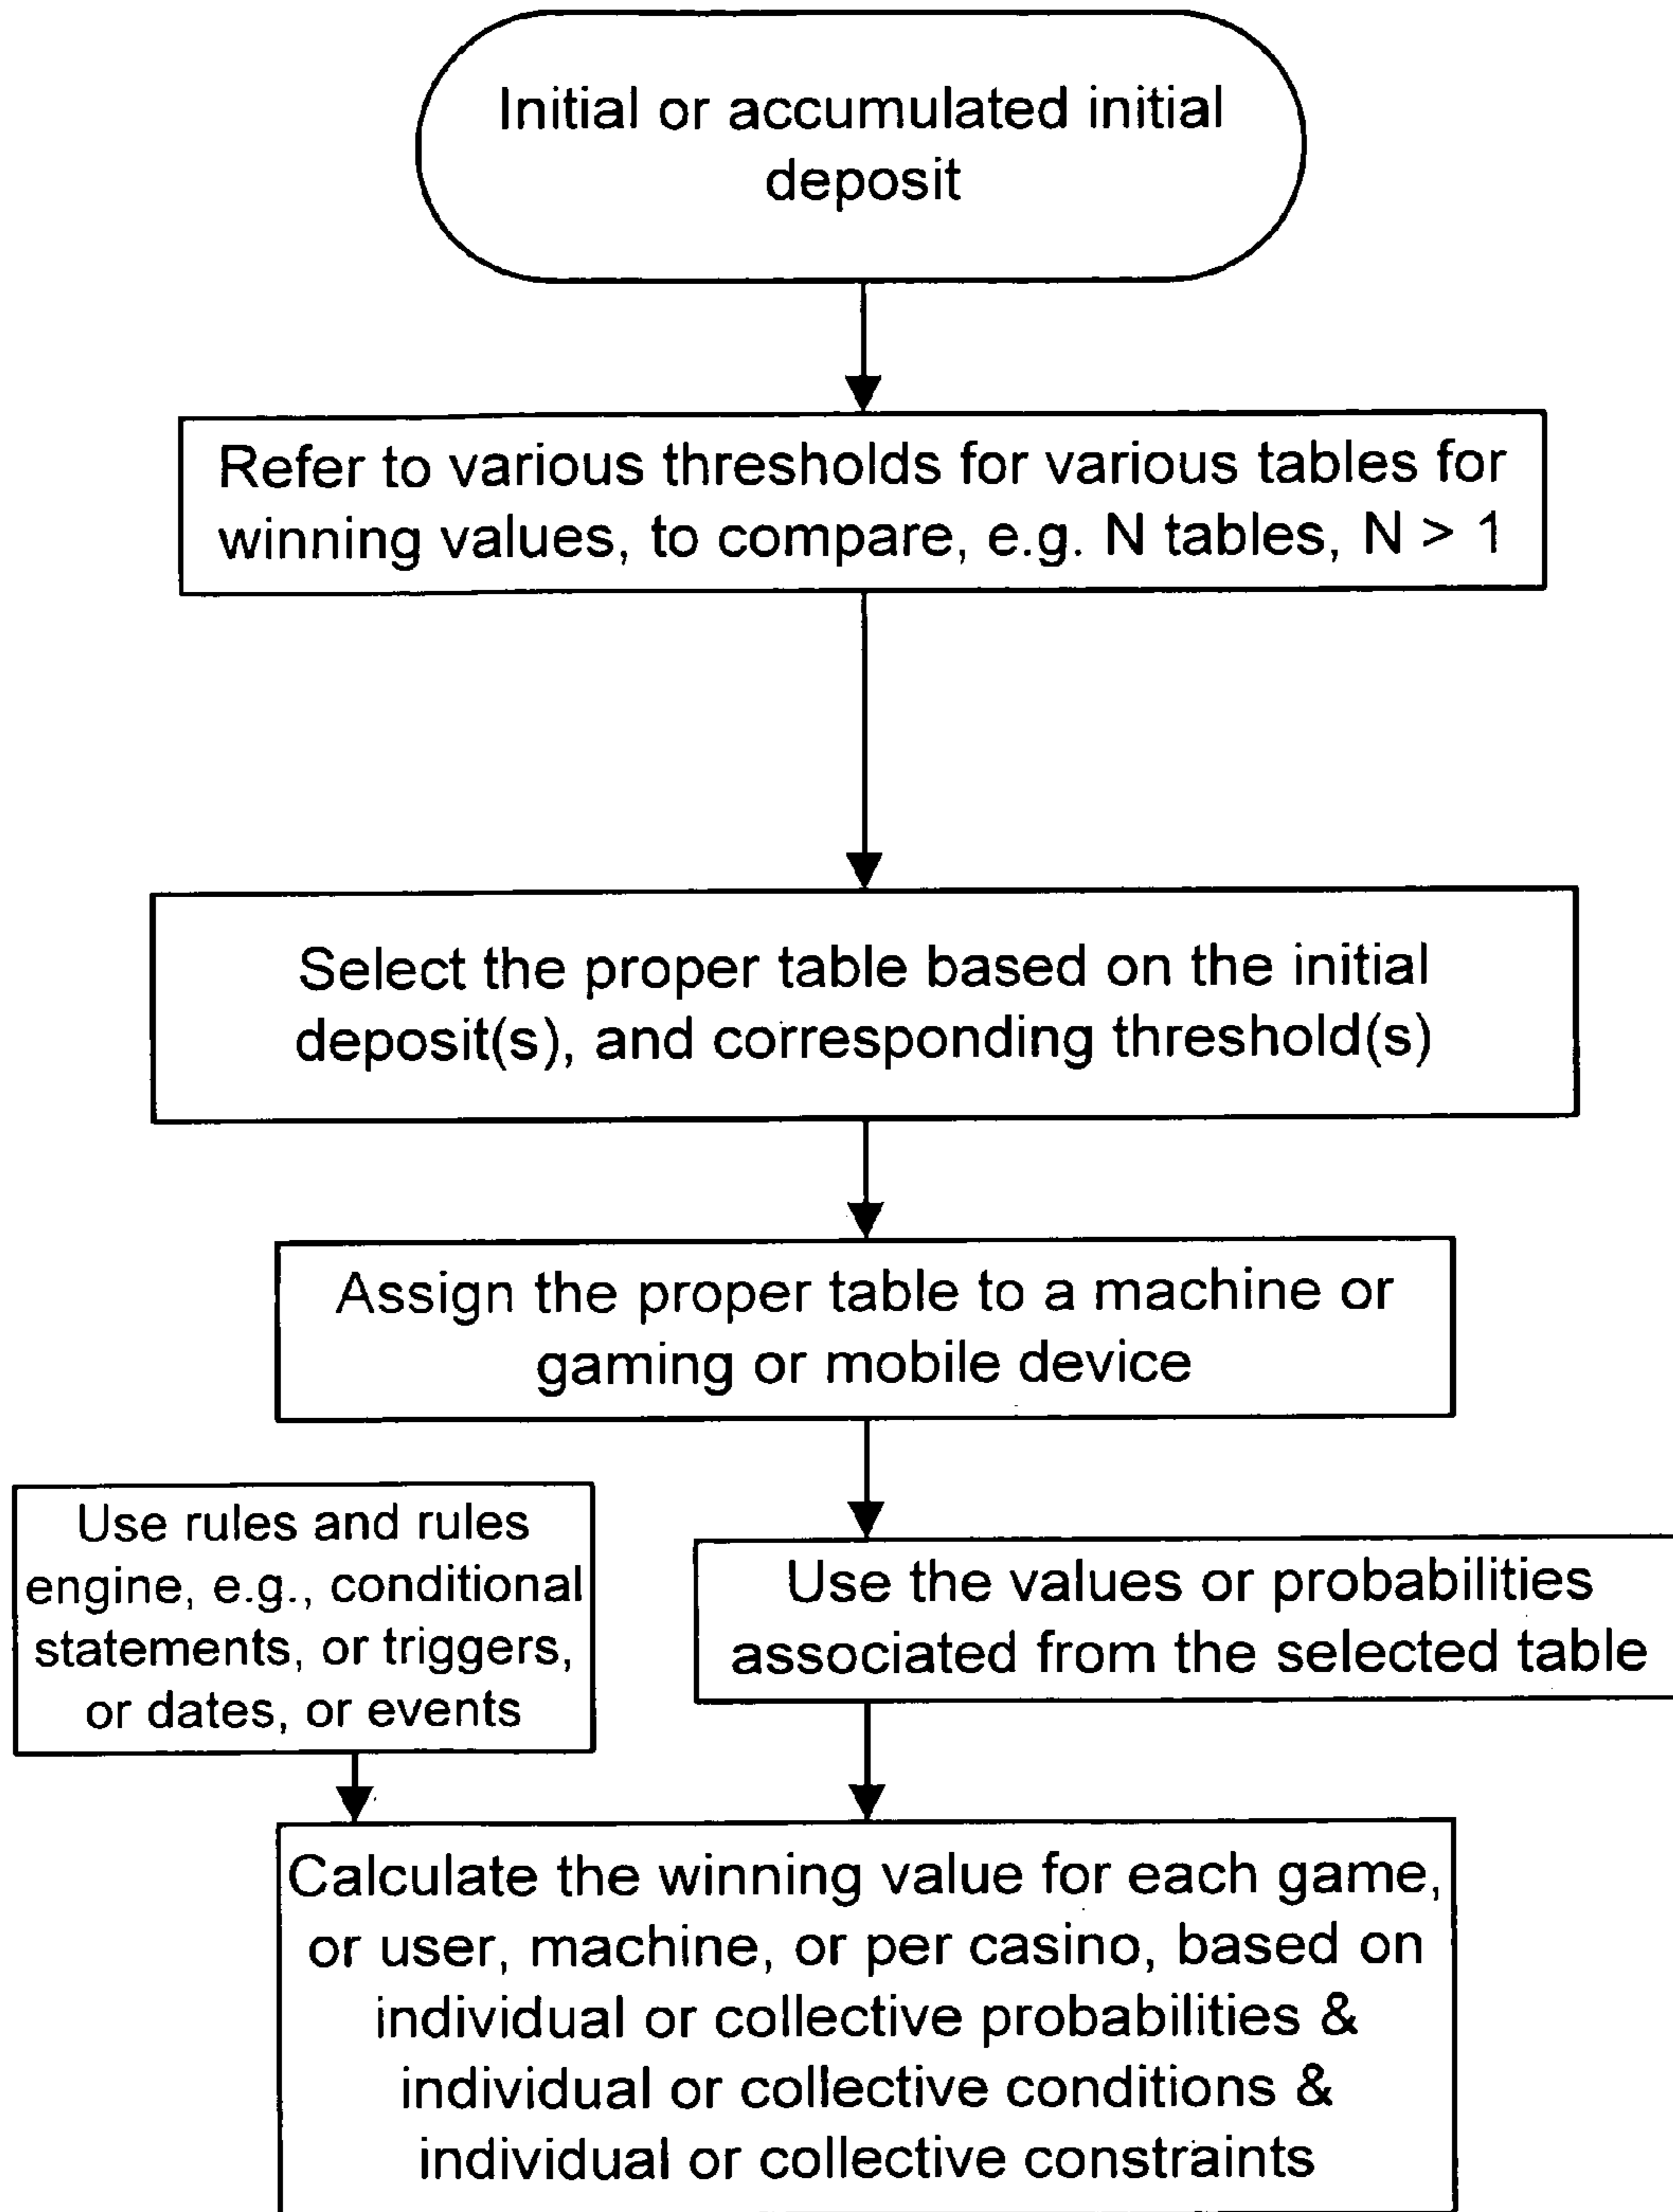 Initial or accumulated initial
deposit
Refer to various thresholds for various tables for
winning values, to compare, e.g. N tables, N > 1
Select the proper table based on the initial
deposit(s), and corresponding threshold(s)
Assign the proper table to a machine or
gaming or mobile device
Use rules and rules
engine, e.g., conditional
statements, or triggers,
or dates, or events
Use the values or probabilities
associated from the selected table
Calculate the winning value for each game,
or user, machine, or per casino, based on
individual or collective probabilities &
individual or collective conditions &
individual or collective constraints